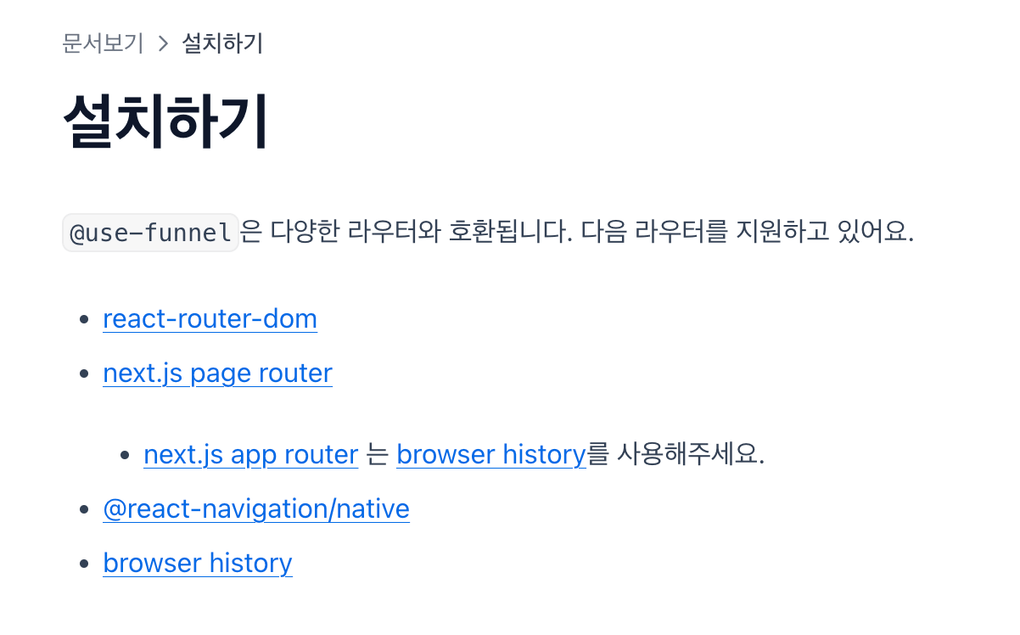 문서보기 > 설치하기
설치하기
@use-funnel은 다양한 라우터와 호환됩니다. 다음 라우터를 지원하고 있어요.
• react-router-dom
• next.js page router
• next.js app router 는 browser history를 사용해주세요.
• @react-navigation/native
• browser history